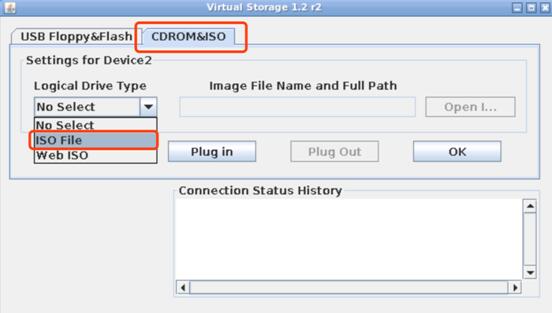 Virtual Storage 1.2 r2
USB Floppy&Flash CDROM&ISO
Settings for Device2
Logical Drive Type Image File Name and Full Path
No Select Open I...
No Select
ISO File
Web ISO
Plug in Plug Out OK
Connection Status History